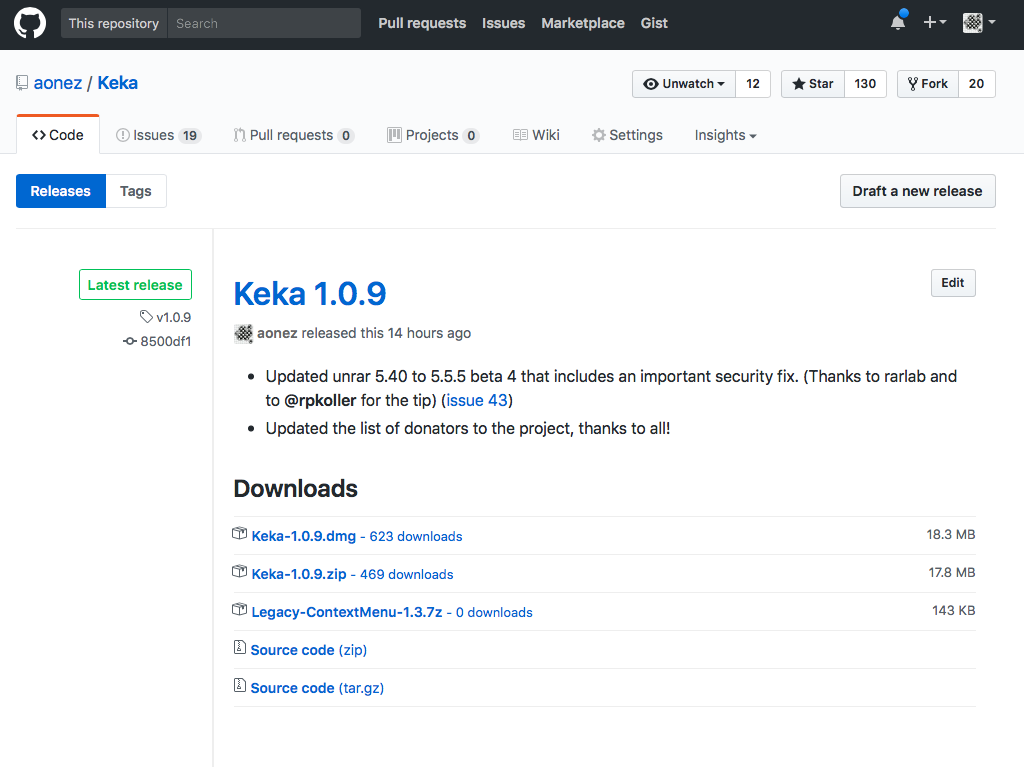 This repository Search Pull requests Issues Marketplace Gist
aonez / Keka Unwatch 12 Star 130 Fork 20
Code Issues 19 Pull requests 0 Projects 0 Wiki Settings Insights
Releases Tags Draft a new release
Latest release
v1.0.9
8500df1
Keka 1.0.9 Edit
aonez released this 14 hours ago
Updated unrar 5.40 to 5.5.5 beta 4 that includes an important security fix. (Thanks to rarlab and
to @rpkoller for the tip) (issue 43)
Updated the list of donators to the project, thanks to all!
Downloads
Keka-1.0.9.dmg - 623 downloads 18.3 MB
Keka-1.0.9.zip - 469 downloads 17.8 MB
Legacy-ContextMenu-1.3.7z - 0 downloads 143 KB
Source code (zip)
Source code (tar.gz)